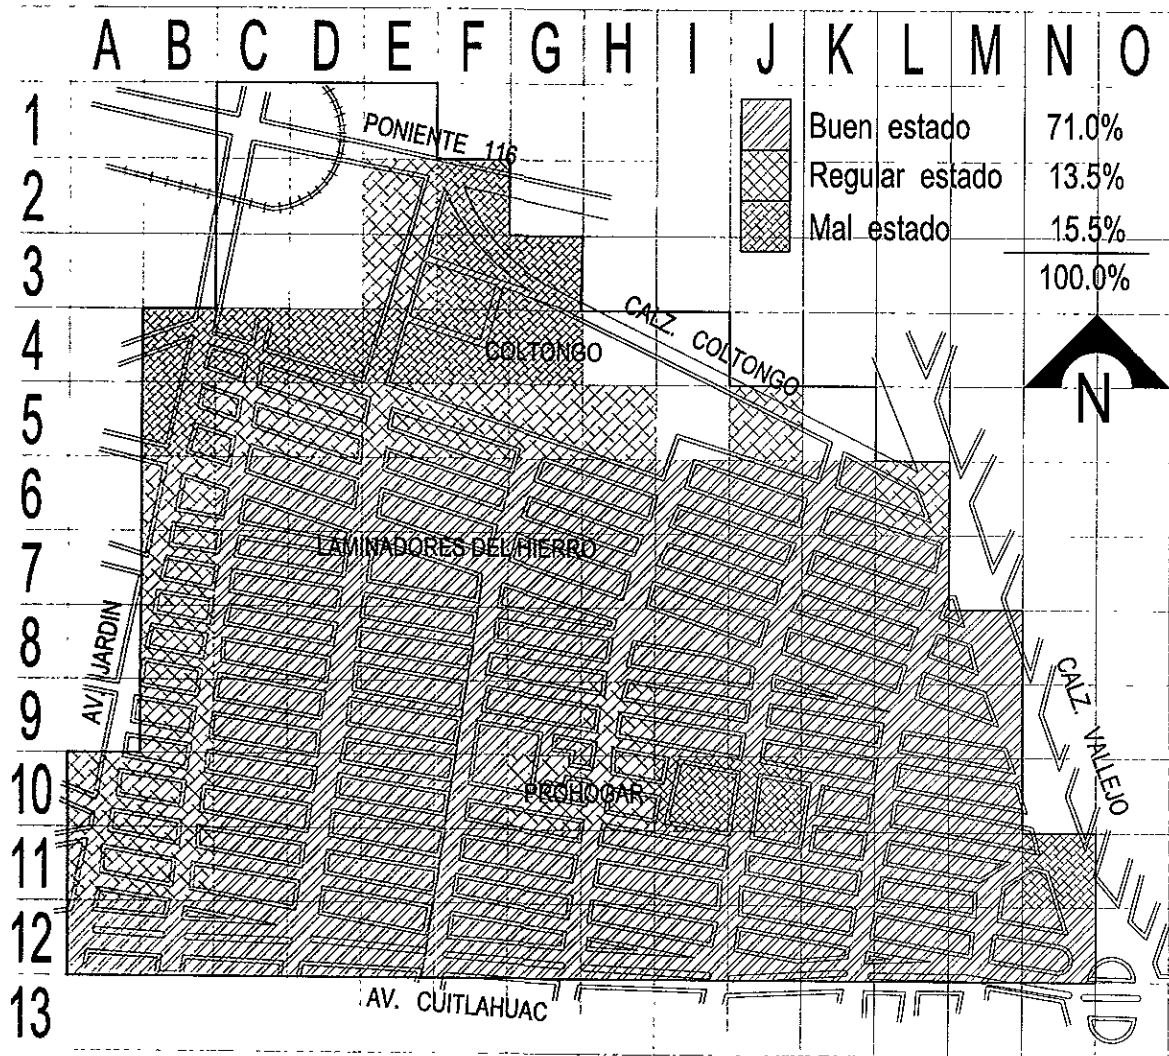 A B C D E F G H I J K L M N O
1
2
3
4
5
6
7
8
9
10
11
12
13
Buen estado 71.0%
Regular estado 13.5%
Mal estado 15.5%
100.0%
PONIENTE 116
CALZ. COLTONGO
COLTONGO
N
LAMINADORES DEL HIERRO
AV. JARDIN
CALZ. VALLEJO
PROHOGAR
AV. CUITLAHUAC